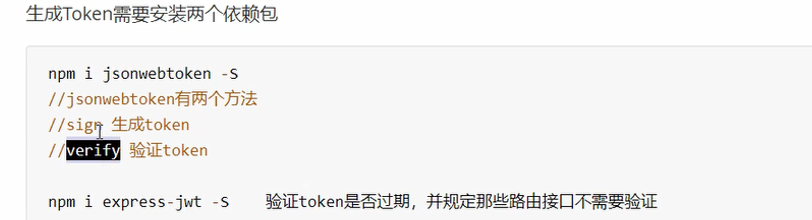 生成Token需要安装两个依赖包
npm i jsonwebtoken -S
//jsonwebtoken有两个方法
//sign 生成token
//verify 验证token
npm i express-jwt -S 验证token是否过期，并规定那些路由接口不需要验证